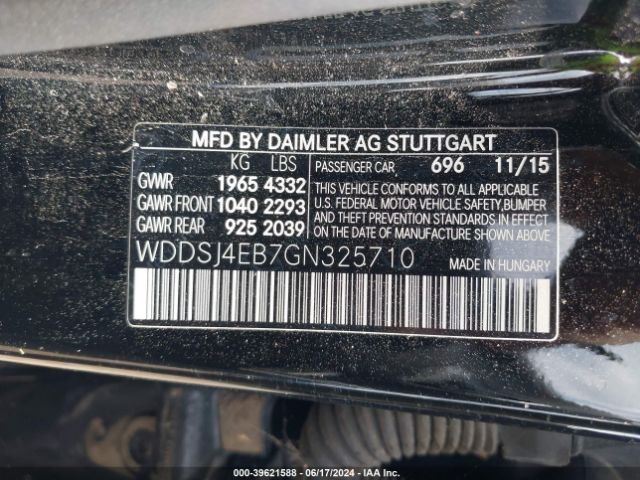 MFD BY DAIMLER AG STUTTGART
KG LBS PASSENGER CAR 696 11/15
GVWR 1965 4332
GAWR FRONT 1040 2293
GAWR REAR 925 2039
THIS VEHICLE CONFORMS TO ALL APPLICABLE
U.S. FEDERAL MOTOR VEHICLE SAFETY, BUMPER
AND THEFT PREVENTION STANDARDS IN EFFECT
ON DATE OF MANUFACTURE SHOWN ABOVE.
WDDSJ4EB7GN325710 MADE IN HUNGARY
000-39621588 - 06/17/2024 - IAA Inc.